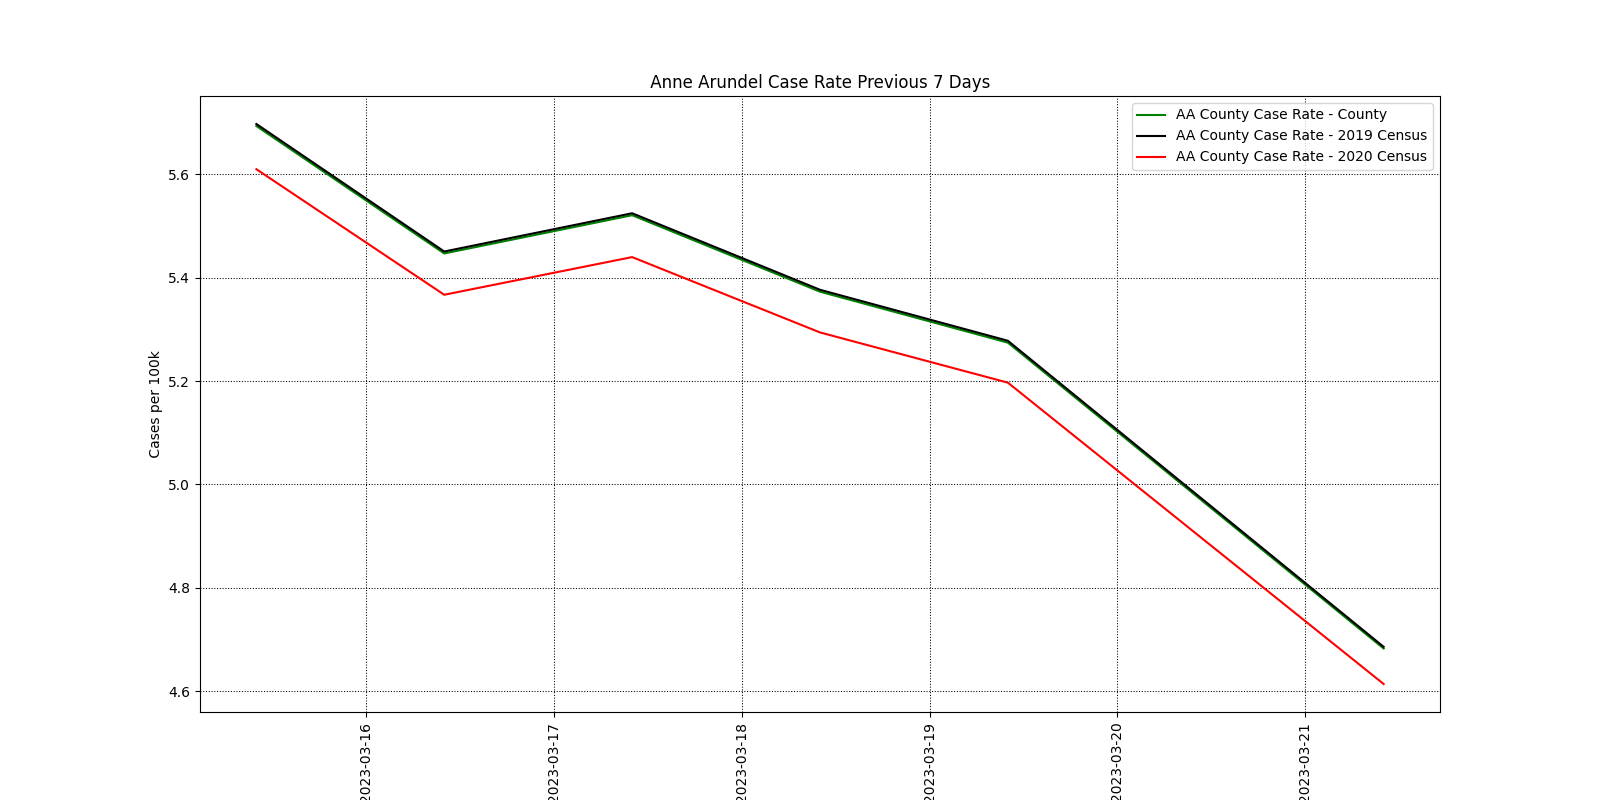 Anne Arundel Case Rate Previous 7 Days
AA County Case Rate - County
AA County Case Rate - 2019 Census
AA County Case Rate - 2020 Census
Cases per 100k
5.6
5.4
5.2
5.0
4.8
4.6
2023-03-16
2023-03-17
2023-03-18
2023-03-19
2023-03-20
2023-03-21